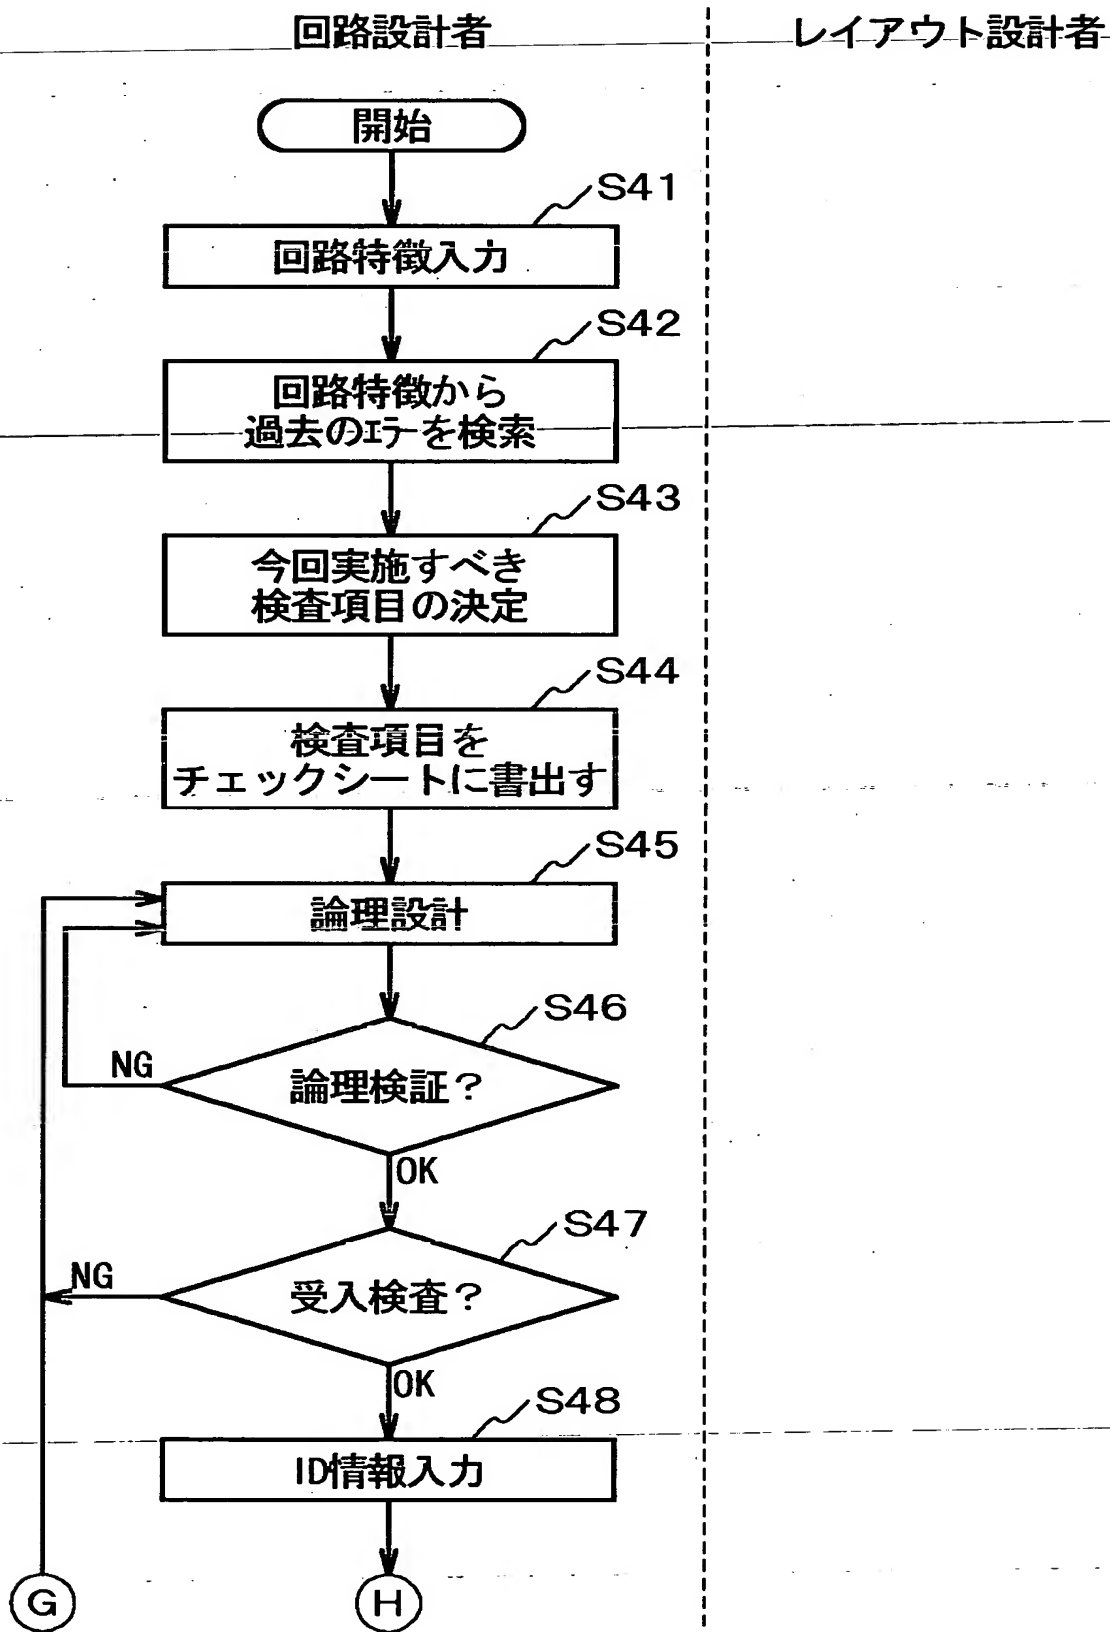 回路設計者
レイアウト設計者
開始
S41
回路特徴入力
S42
回路特徴から
過去のｴﾗｰを検索
S43
今回実施すべき
検査項目の決定
S44
検査項目を
チェックシートに書出す
S45
論理設計
S46
NG
論理検証？
OK
S47
NG
受入検査？
OK
S48
ID情報入力
G
H